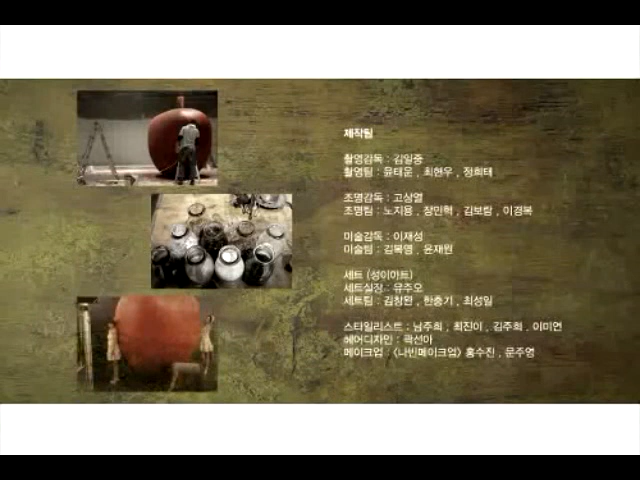 제작팀
촬영감독 : 김일중
촬영팀 : 윤태운 , 최현우 , 정희태
조명감독 : 고상열
조명팀 : 노지용 , 장민혁 , 김보람 , 이경복
미술감독 : 이재성
미술팀 : 김복영 , 윤재원
세트 (성이아트)
세트실장 : 유주오
세트팀 : 김창완 , 한충기 , 최성일
스타일리스트 : 남주희 , 최진이 , 김주희 , 이미연
헤어디자인 : 곽선아
메이크업 : 《나빈메이크업》 홍수진 , 문주영